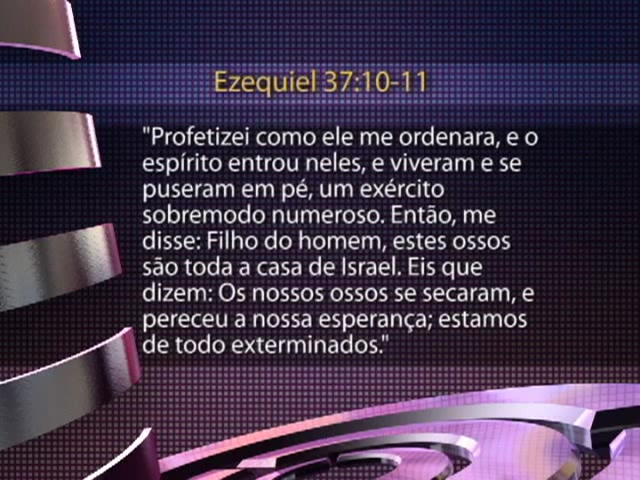 Ezequiel 37:10-11
"Profetizei como ele me ordenara, e o
espírito entrou neles, e viveram e se
puseram em pé, um exército
sobremodo numeroso. Então, me
disse: Filho do homem, estes ossos
são toda a casa de Israel. Eis que
dizem: Os nossos ossos se secaram, e
pereceu a nossa esperança; estamos
de todo exterminados."